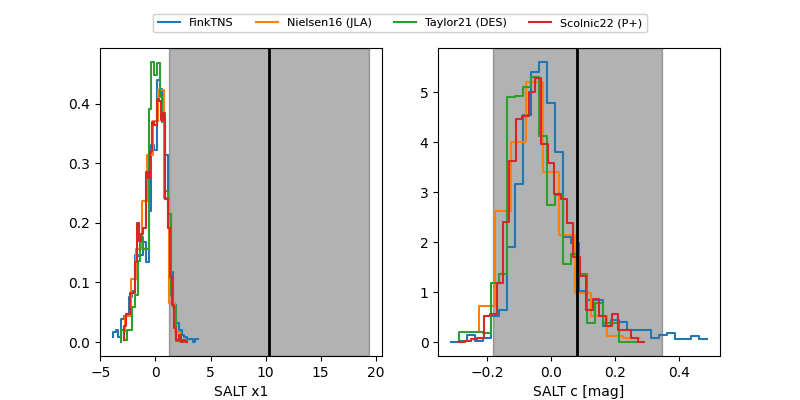 FinkTNS Nielsen16 (JLA) Taylor21 (DES) Scolnic22 (P+)
0.4
0.3
0.2
0.1
0.0
−5 0 5 10 15 20
SALT x1
5
4
3
2
1
0
−0.2 0.0 0.2 0.4
SALT c [mag]